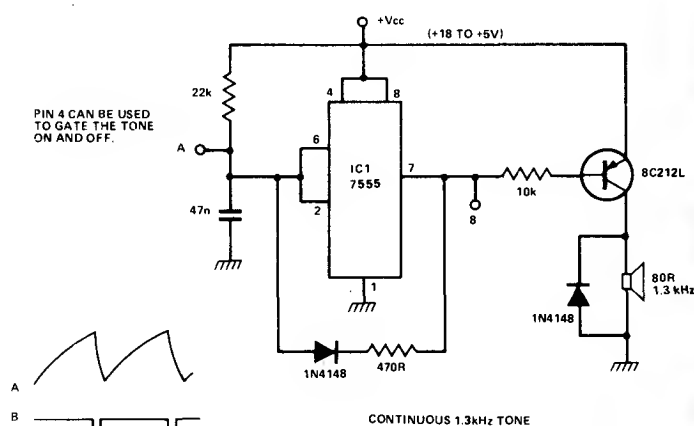 +Vcc
(+18 TO +5V)
22k
4
8
PIN 4 CAN BE USED
TO GATE THE TONE
ON AND OFF.
A
6
IC1
7555
7
8C212L
10k
47n
2
8
1
80R
1.3 kHz
1N4148
1N4148
470R
A
B
CONTINUOUS 1.3kHz TONE